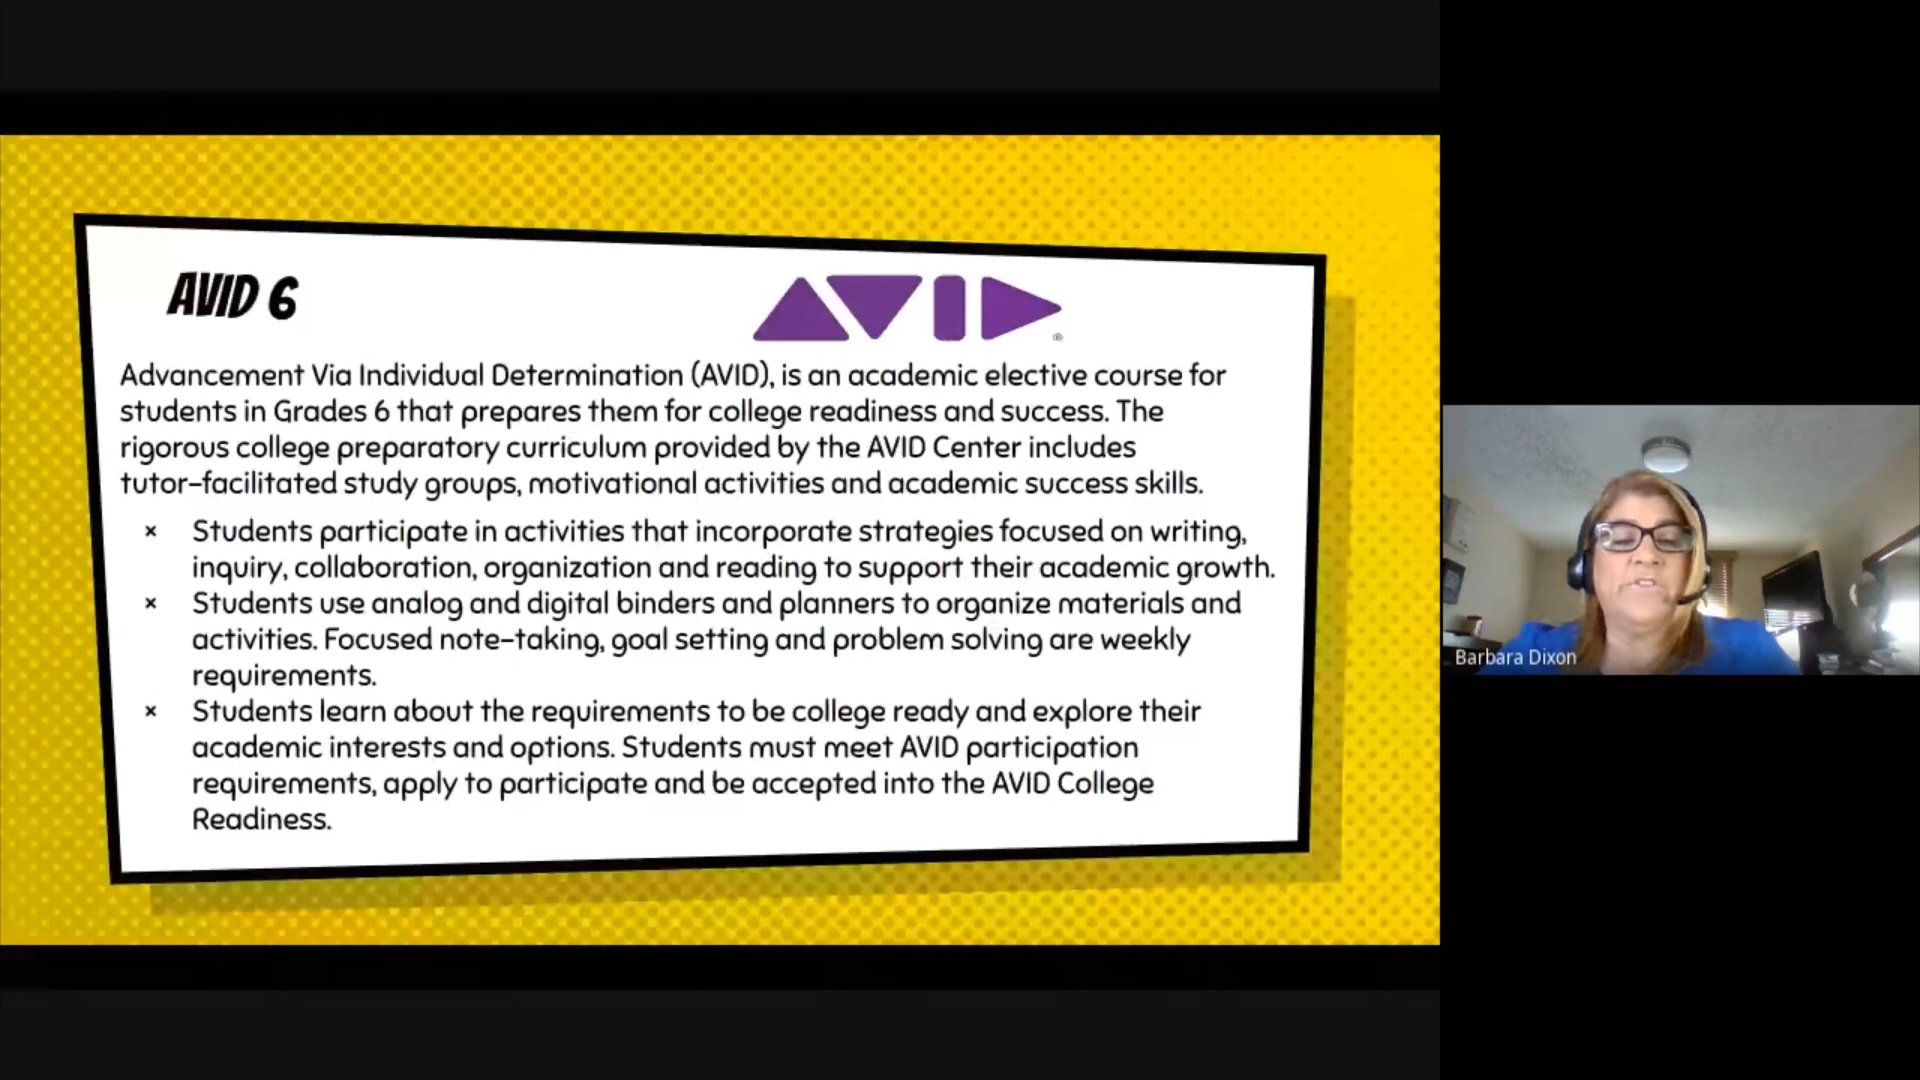 AVID 6
AVID
®
Advancement Via Individual Determination (AVID), is an academic elective course for
students in Grades 6 that prepares them for college readiness and success. The
rigorous college preparatory curriculum provided by the AVID Center includes
tutor-facilitated study groups, motivational activities and academic success skills.
× Students participate in activities that incorporate strategies focused on writing,
inquiry, collaboration, organization and reading to support their academic growth.
× Students use analog and digital binders and planners to organize materials and
activities. Focused note-taking, goal setting and problem solving are weekly
requirements.
× Students learn about the requirements to be college ready and explore their
academic interests and options. Students must meet AVID participation
requirements, apply to participate and be accepted into the AVID College
Readiness.
Barbara Dixon